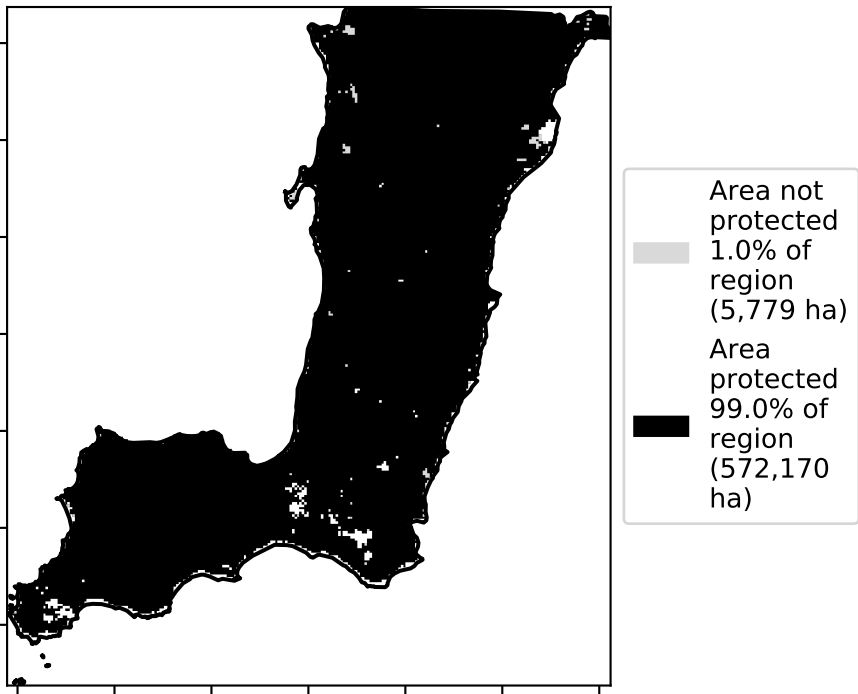 Area not
protected
1.0% of
region
(5,779 ha)
Area
protected
99.0% of
region
(572,170
ha)